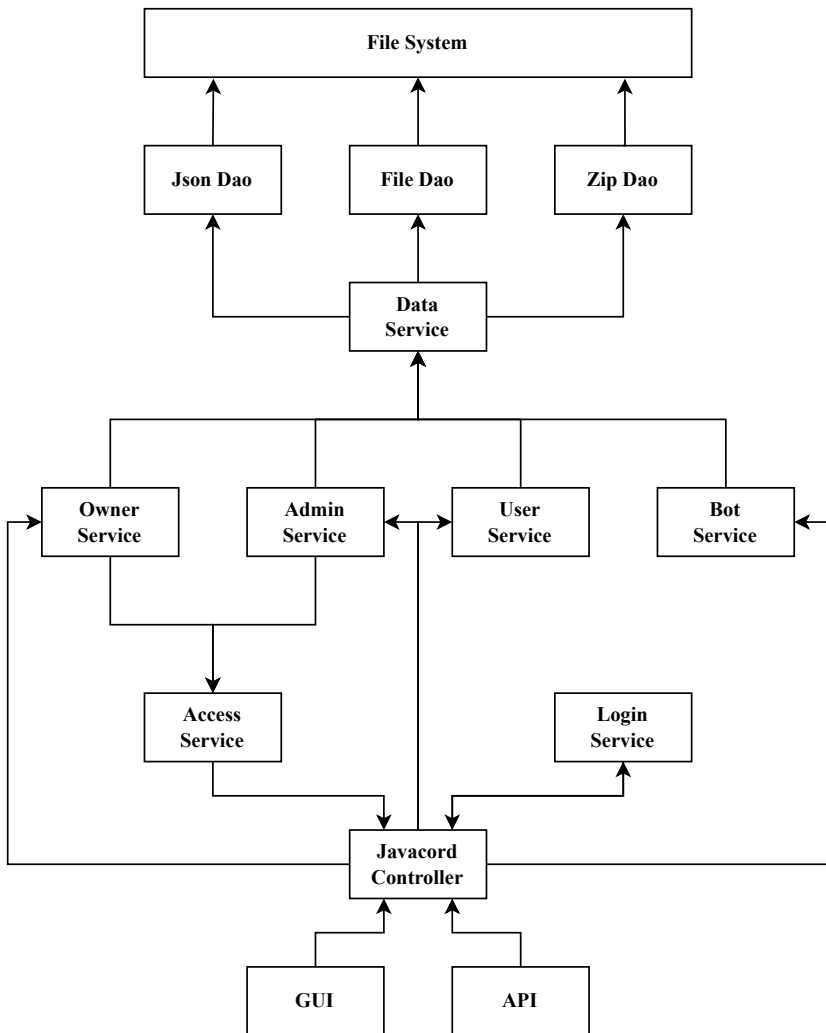 File System
Json Dao
File Dao
Zip Dao
Data
Service
Owner
Service
Admin
Service
User
Service
Bot
Service
Access
Service
Login
Service
Javacord
Controller
GUI
API